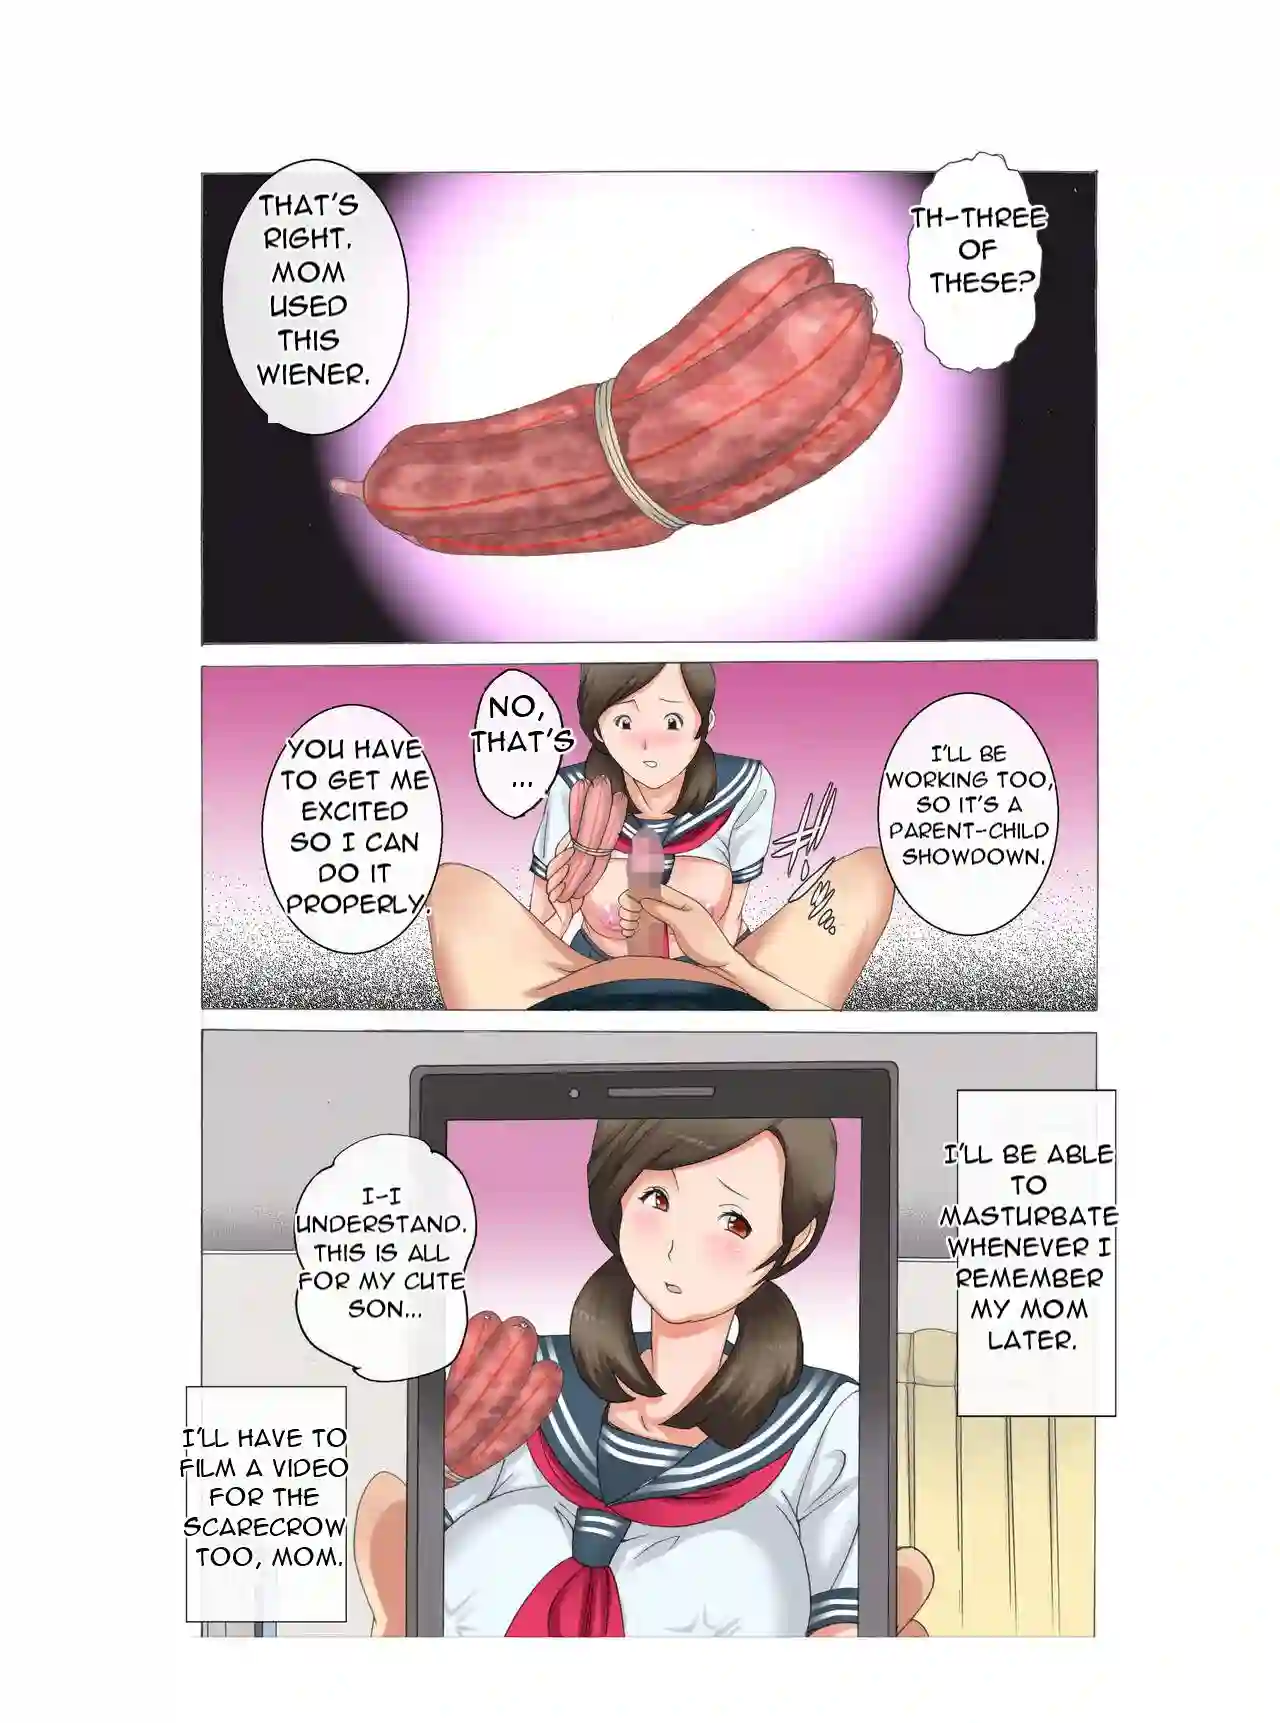 THAT'S
RIGHT.
MOM
USED
THIS
WIENER.
TH-THREE
OF
THESE?
YOU HAVE
TO GET ME
EXCITED
SO I CAN
DO IT
PROPERLY.
NO,
THAT'S
...
I'LL BE
WORKING TOO,
SO IT'S A
PARENT-CHILD
SHOWDOWN.
I-I
UNDERSTAND.
THIS IS ALL
FOR MY CUTE
SON...
I'LL BE ABLE
TO
MASTURBATE
WHENEVER I
REMEMBER
MY MOM
LATER.
I'LL HAVE TO
FILM A VIDEO
FOR THE
SCARECROW
TOO, MOM.